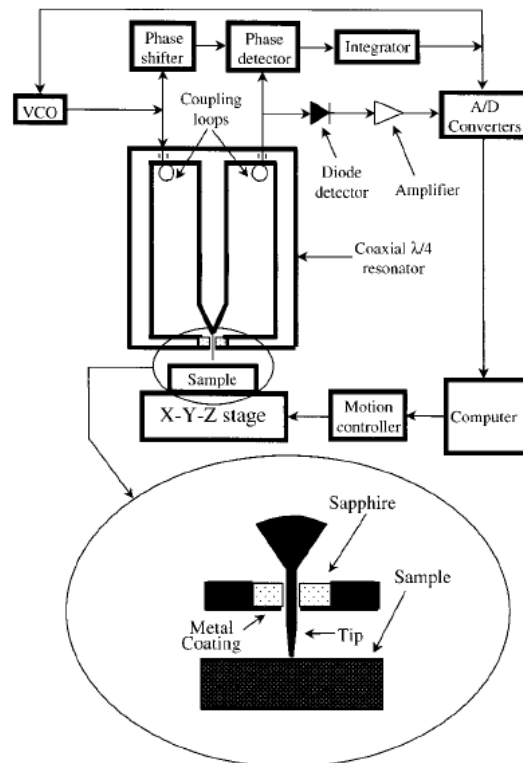 Phase
shifter
Phase
detector
Integrator
VCO
Coupling
loops
A/D
Converters
Diode
detector
Amplifier
Coaxial λ/4
resonator
Sample
X-Y-Z stage
Motion
controller
Computer
Sapphire
Sample
Metal
Coating
Tip